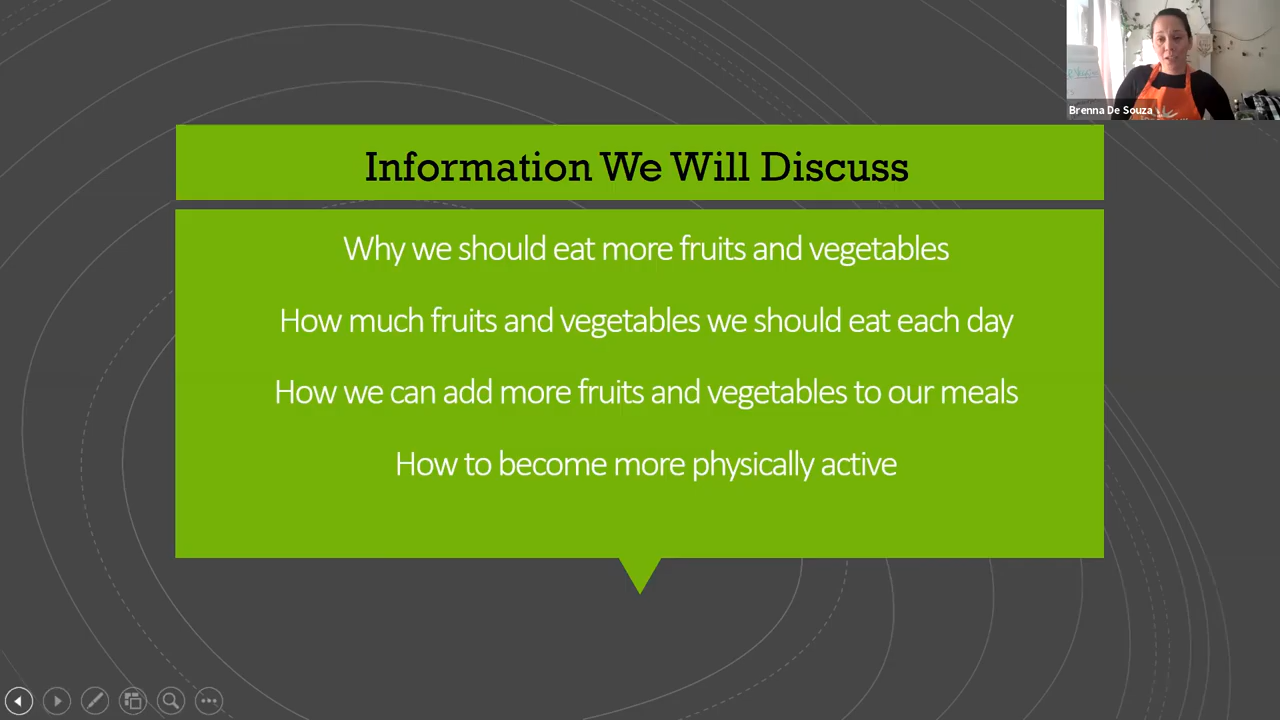 Brenna De Souza
Information We Will Discuss
Why we should eat more fruits and vegetables
How much fruits and vegetables we should eat each day
How we can add more fruits and vegetables to our meals
How to become more physically active